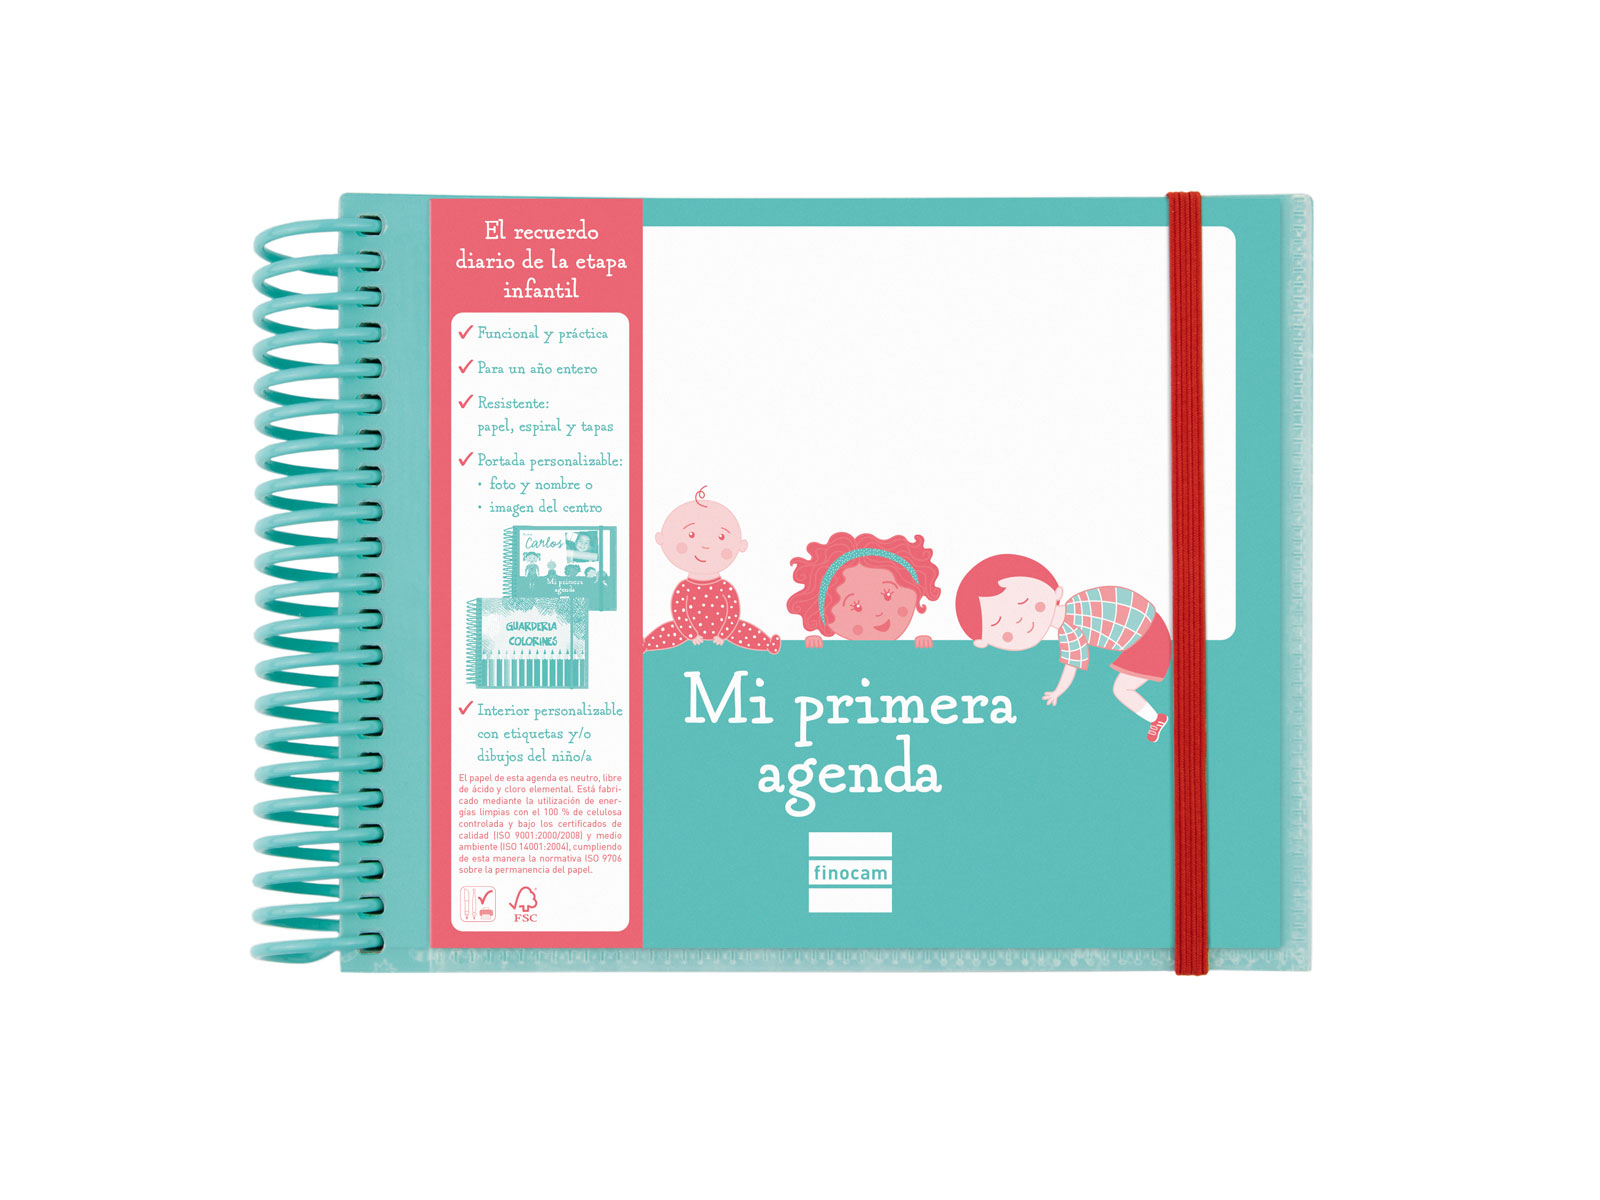 El recuerdo
diario de la etapa
infantil
Funcional y práctica
Para un año entero
Resistente:
papel, espiral y tapas
Portada personalizable:
• foto y nombre o
• imagen del centro
Carlos
Mi primera
agenda
GUARDERIA
COLORINES
Interior personalizable
con etiquetas y/o
dibujos del niño/a
El papel de esta agenda es neutro, libre
de ácido y cloro elemental. Está fabri-
cado mediante la utilización de ener-
gías limpias con el 100 % de celulosa
controlada y bajo los certificados de
calidad (ISO 9001:2000/2008) y medio
ambiente (ISO 14001:2004), cumpliendo
de esta manera la normativa ISO 9706
sobre la permanencia del papel.
FSC
Mi primera
agenda
finocam